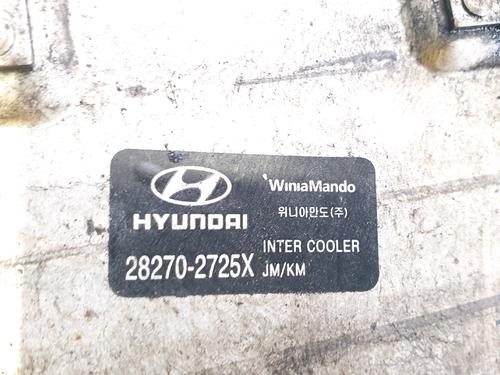 HYUNDAI
28270-2725X
WiniaMando
위니아만도(주)
INTER COOLER
JM/KM